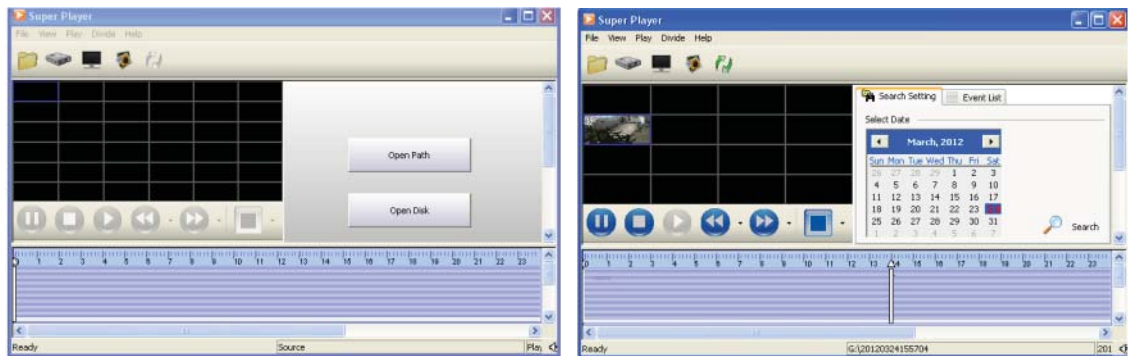 Super Player
File View Play Divide Help
Open Path
Open Disk
0 1 2 3 4 5 6 7 8 9 10 11 12 13 14 15 16 17 18 19 20 21 22 23
Ready Source Play
Super Player
File View Play Divide Help
Search Setting Event List
Select Date
March, 2012
Sun Mon Tue Wed Thu Fri Sat
26 27 28 29 1 2 3
4 5 6 7 8 9 10
11 12 13 14 15 16 17
18 19 20 21 22 23 24
25 26 27 28 29 30 31
1 2 3 4 5 6 7
Search
0 1 2 3 4 5 6 7 8 9 10 11 12 13 14 15 16 17 18 19 20 21 22 23
Ready G:\20120324155704 201